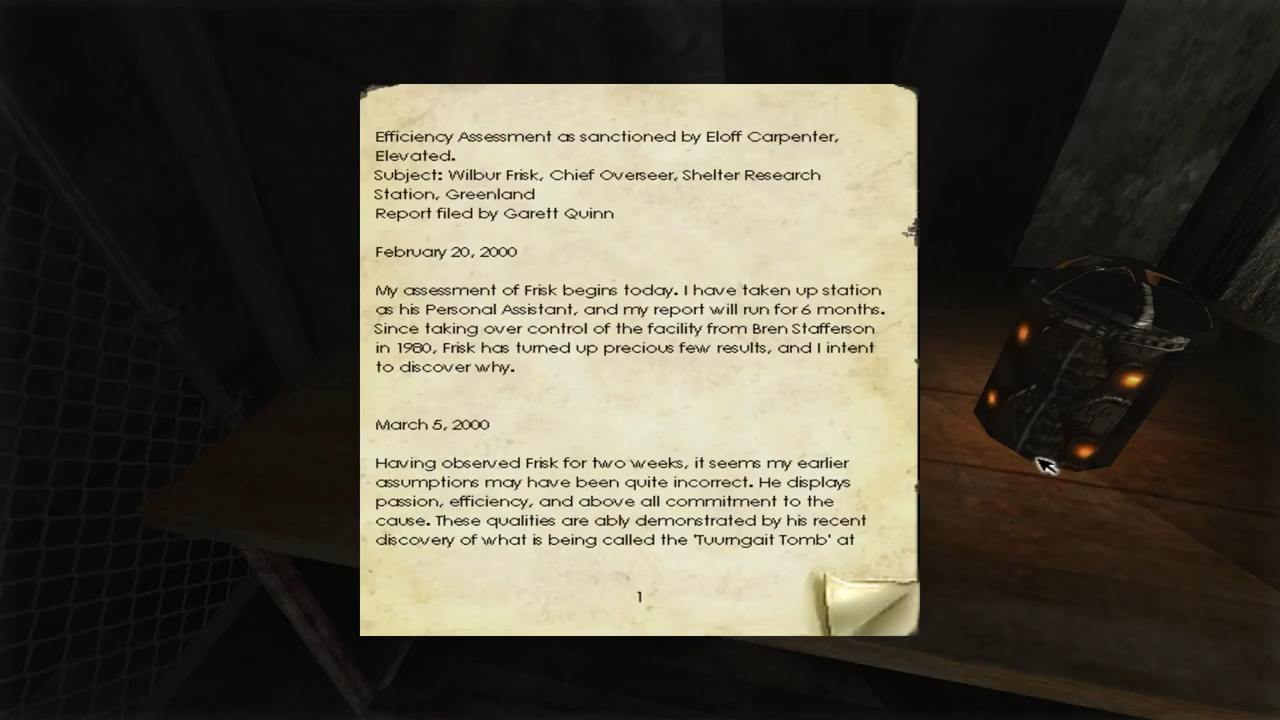 Efficiency Assessment as sanctioned by Eloff Carpenter,
Elevated.
Subject: Wilbur Frisk, Chief Overseer, Shelter Research
Station, Greenland
Report filed by Garett Quinn
February 20, 2000
My assessment of Frisk begins today. I have taken up station
as his Personal Assistant, and my report will run for 6 months.
Since taking over control of the facility from Bren Stafferson
in 1980, Frisk has turned up precious few results, and I intent
to discover why.
March 5, 2000
Having observed Frisk for two weeks, it seems my earlier
assumptions may have been quite incorrect. He displays
passion, efficiency, and above all commitment to the
cause. These qualities are ably demonstrated by his recent
discovery of what is being called the 'Tuurngait Tomb' at
1